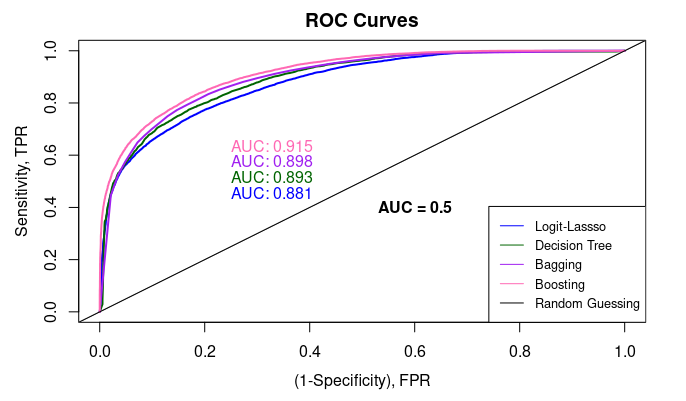 ROC Curves
Sensitivity, TPR
1.0
0.8
0.6
0.4
0.2
0.0
AUC: 0.915
AUC: 0.898
AUC: 0.893
AUC: 0.881
AUC = 0.5
Logit-Lassso
Decision Tree
Bagging
Boosting
Random Guessing
0.0 0.2 0.4 0.6 0.8 1.0
(1-Specificity), FPR